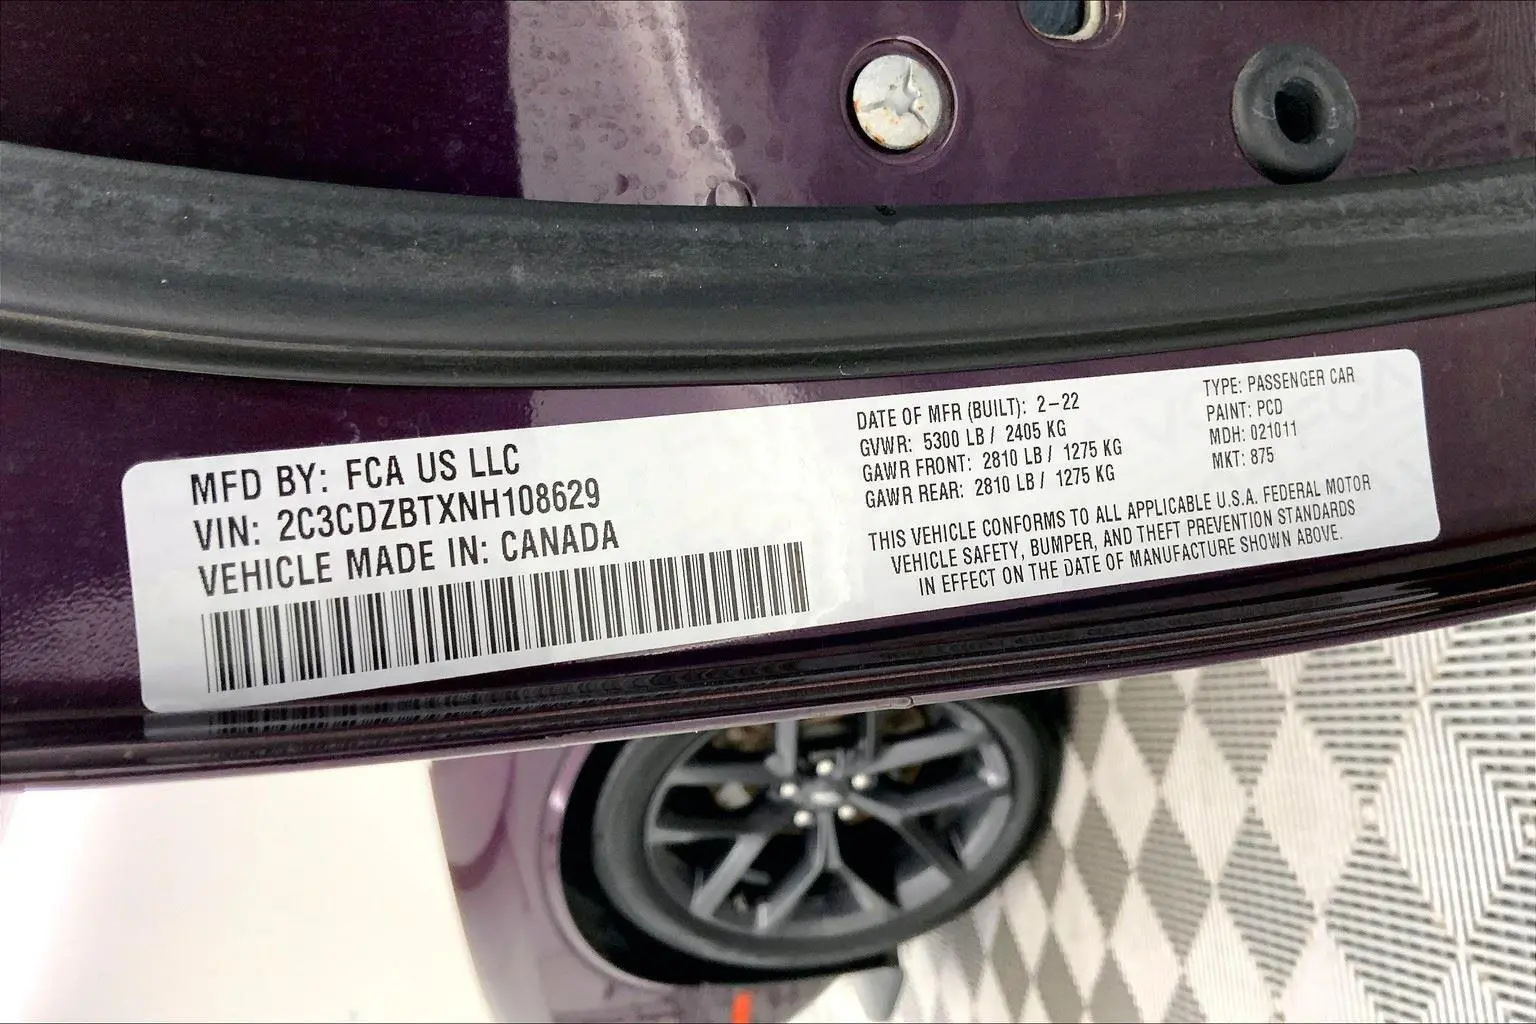 MFD BY: FCA US LLC
VIN: 2C3CDZBTXNH108629
VEHICLE MADE IN: CANADA
DATE OF MFR (BUILT): 2-22
GVWR: 5300 LB / 2405 KG
GAWR FRONT: 2810 LB / 1275 KG
GAWR REAR: 2810 LB / 1275 KG
TYPE: PASSENGER CAR
PAINT: PCD
MDH: 021011
MKT: 875
THIS VEHICLE CONFORMS TO ALL APPLICABLE U.S.A. FEDERAL MOTOR
VEHICLE SAFETY, BUMPER, AND THEFT PREVENTION STANDARDS
IN EFFECT ON THE DATE OF MANUFACTURE SHOWN ABOVE.